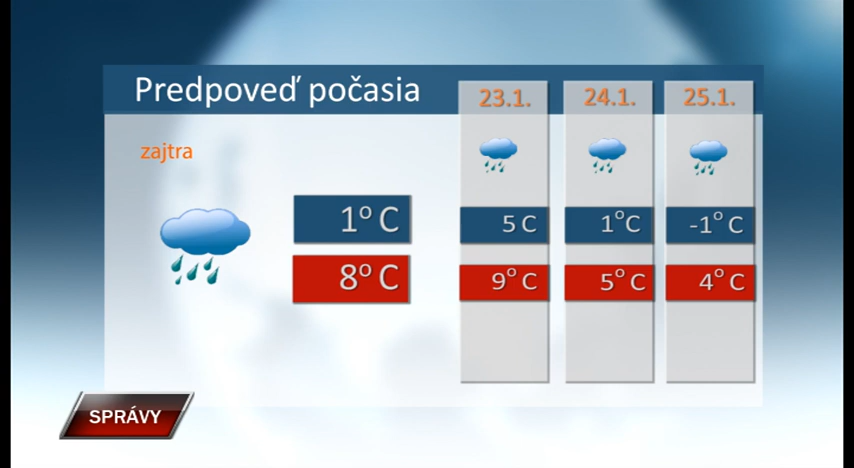 Predpoveď počasia
zajtra
1° C
8° C
23.1.
5 C
9° C
24.1.
1°C
5° C
25.1.
-1° C
4° C
SPRÁVY